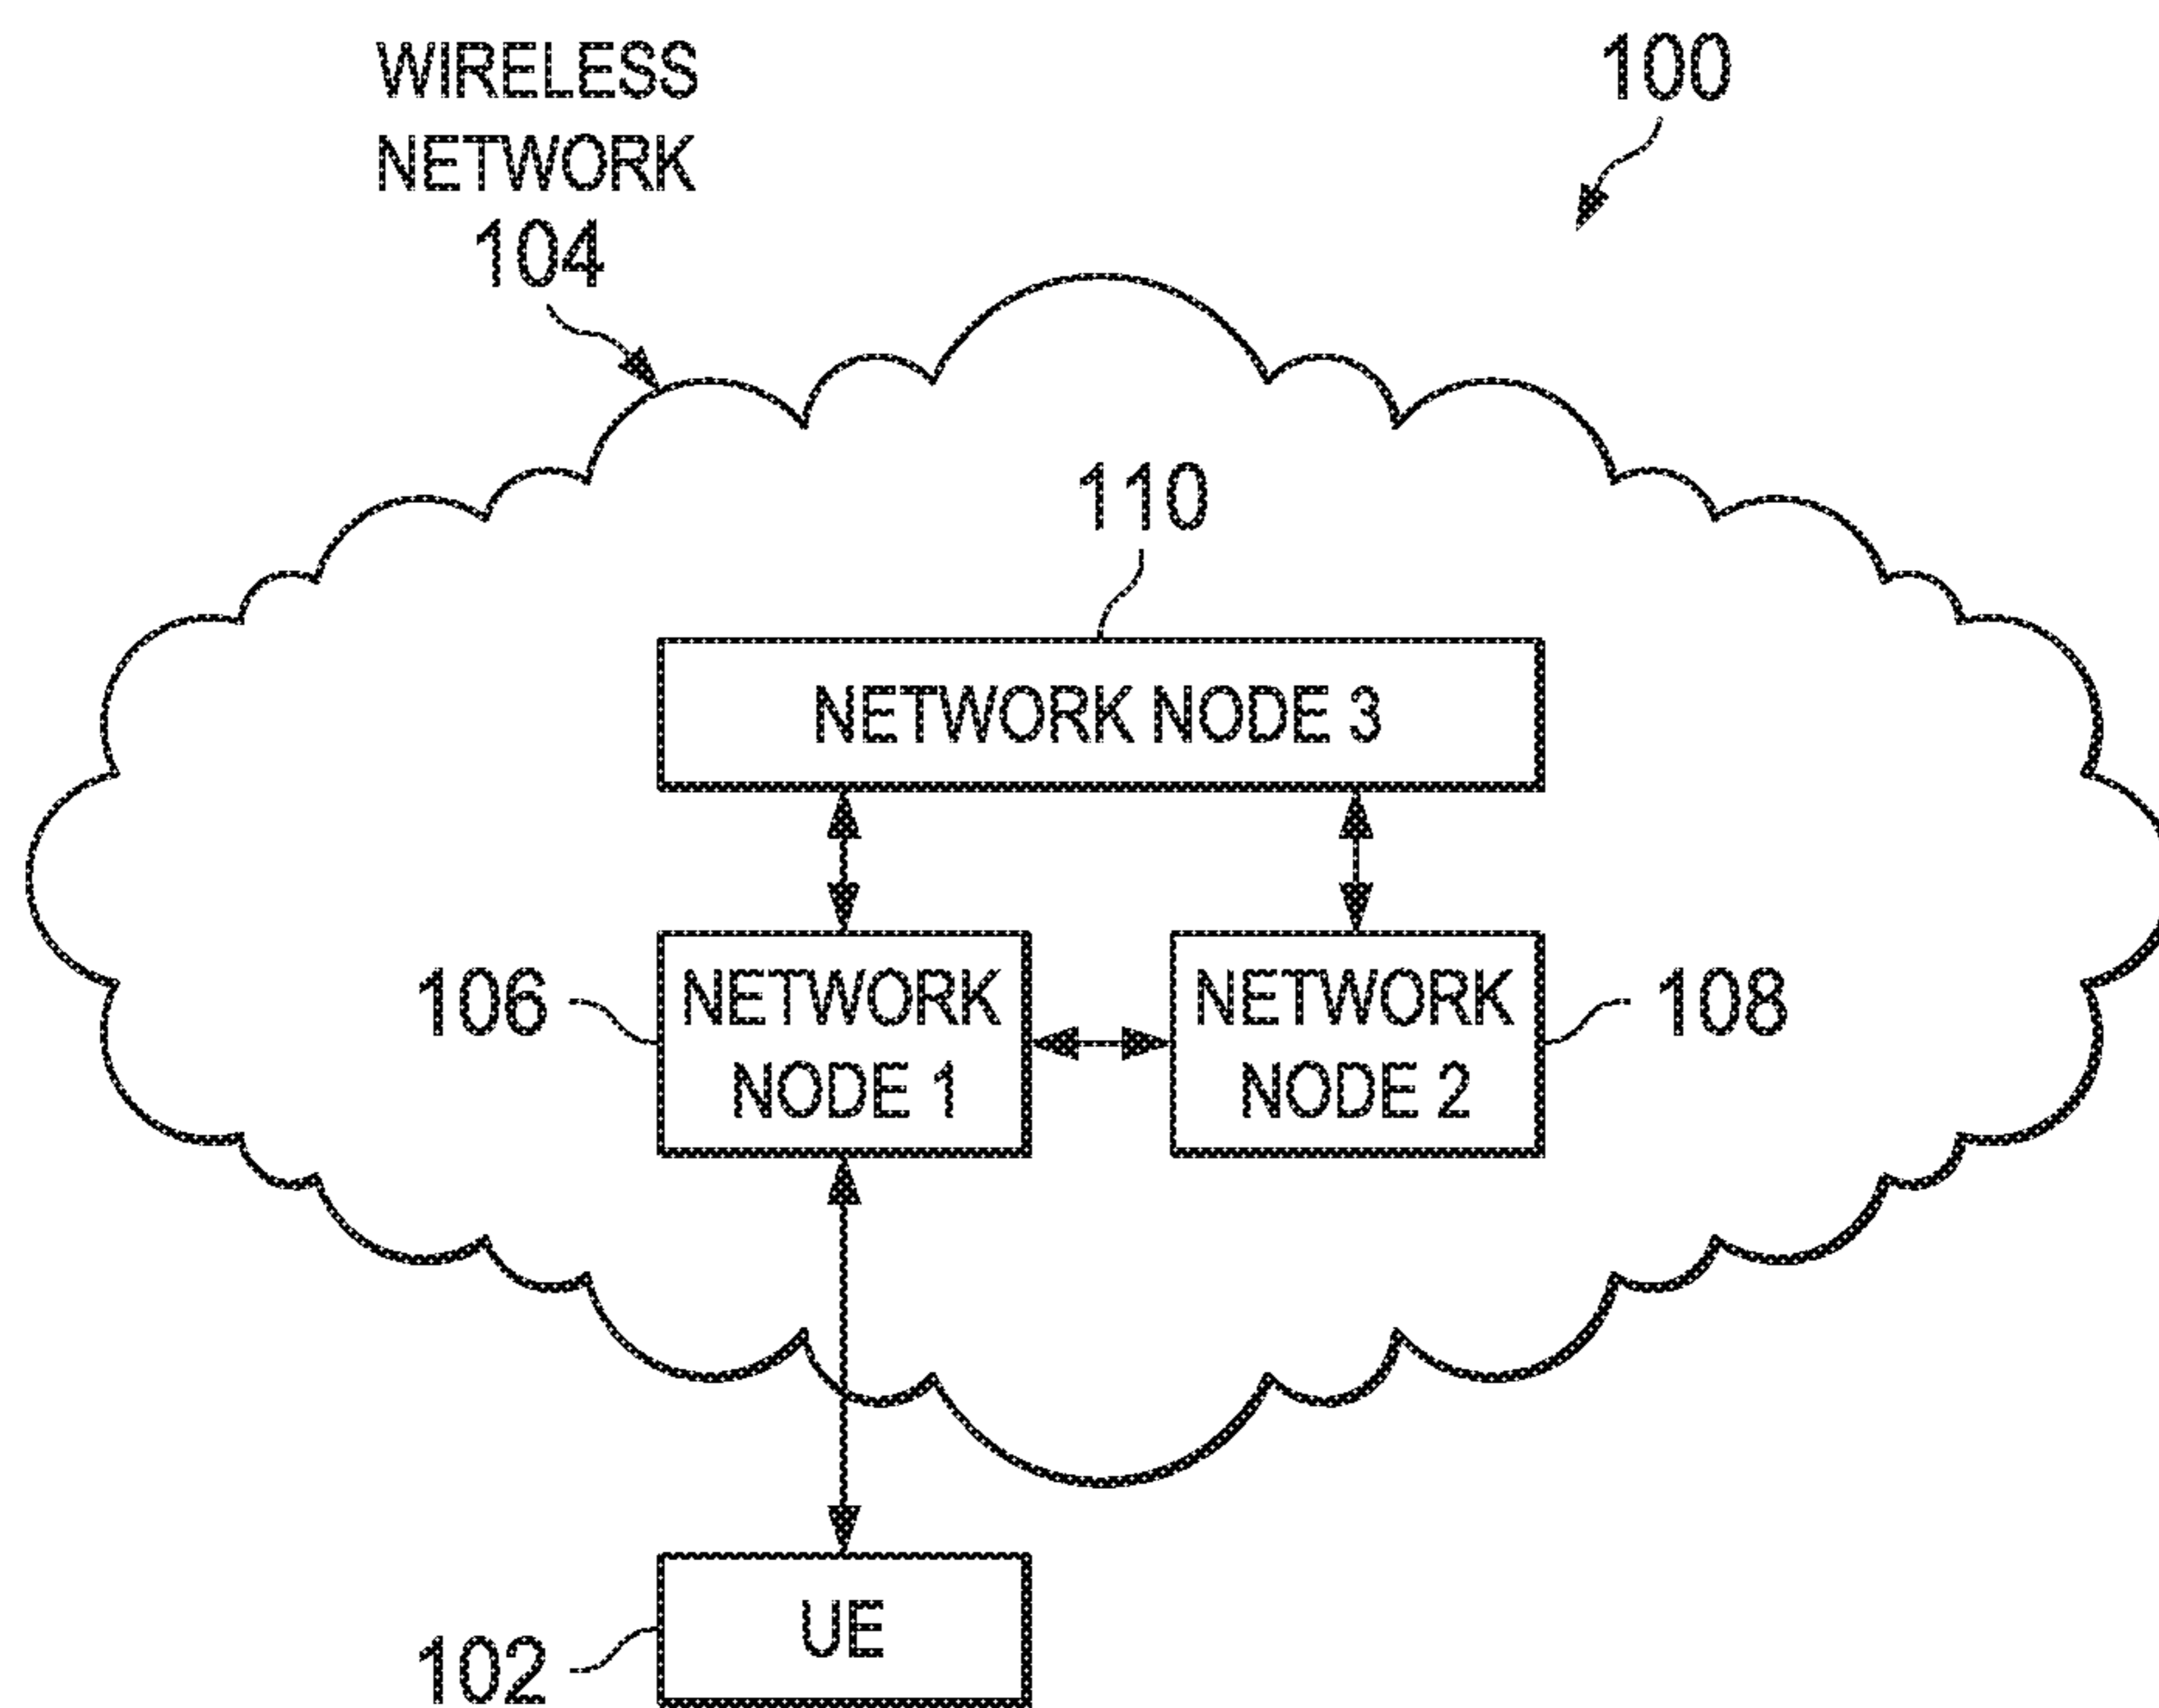 WIRELESS
NETWORK
104
100
110
NETWORK NODE 3
106
NETWORK
NODE 1
NETWORK
NODE 2
108
102
UE